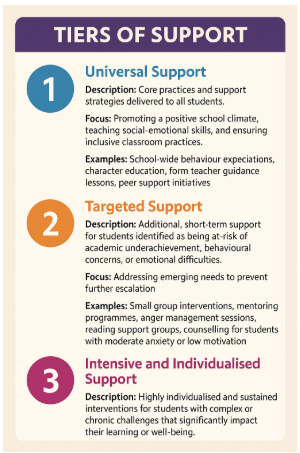 TIERS OF SUPPORT
1
Universal Support
Description: Core practices and support
strategies delivered to all students.
Focus: Promoting a positive school climate,
teaching social-emotional skills, and ensuring
inclusive classroom practices.
Examples: School-wide behaviour expeciations,
character education, form teacher guidance
lessons, peer support initiatives
2
Targeted Support
Description: Additional, short-term support
for students identified as being at-risk of
academic underachievement, behavioural
concerns, or emotional difficulties.
Focus: Addressing emerging needs to prevent
further escalation
Examples: Small group interventions, mentoring
programmes, anger management sessions,
reading support groups, counselling for students
with moderate anxiety or low motivation
3
Intensive and Individualised
Support
Description: Highly individualised and sustained
interventions for students with complex or
chronic challenges that significantly impact
their learning or well-being.